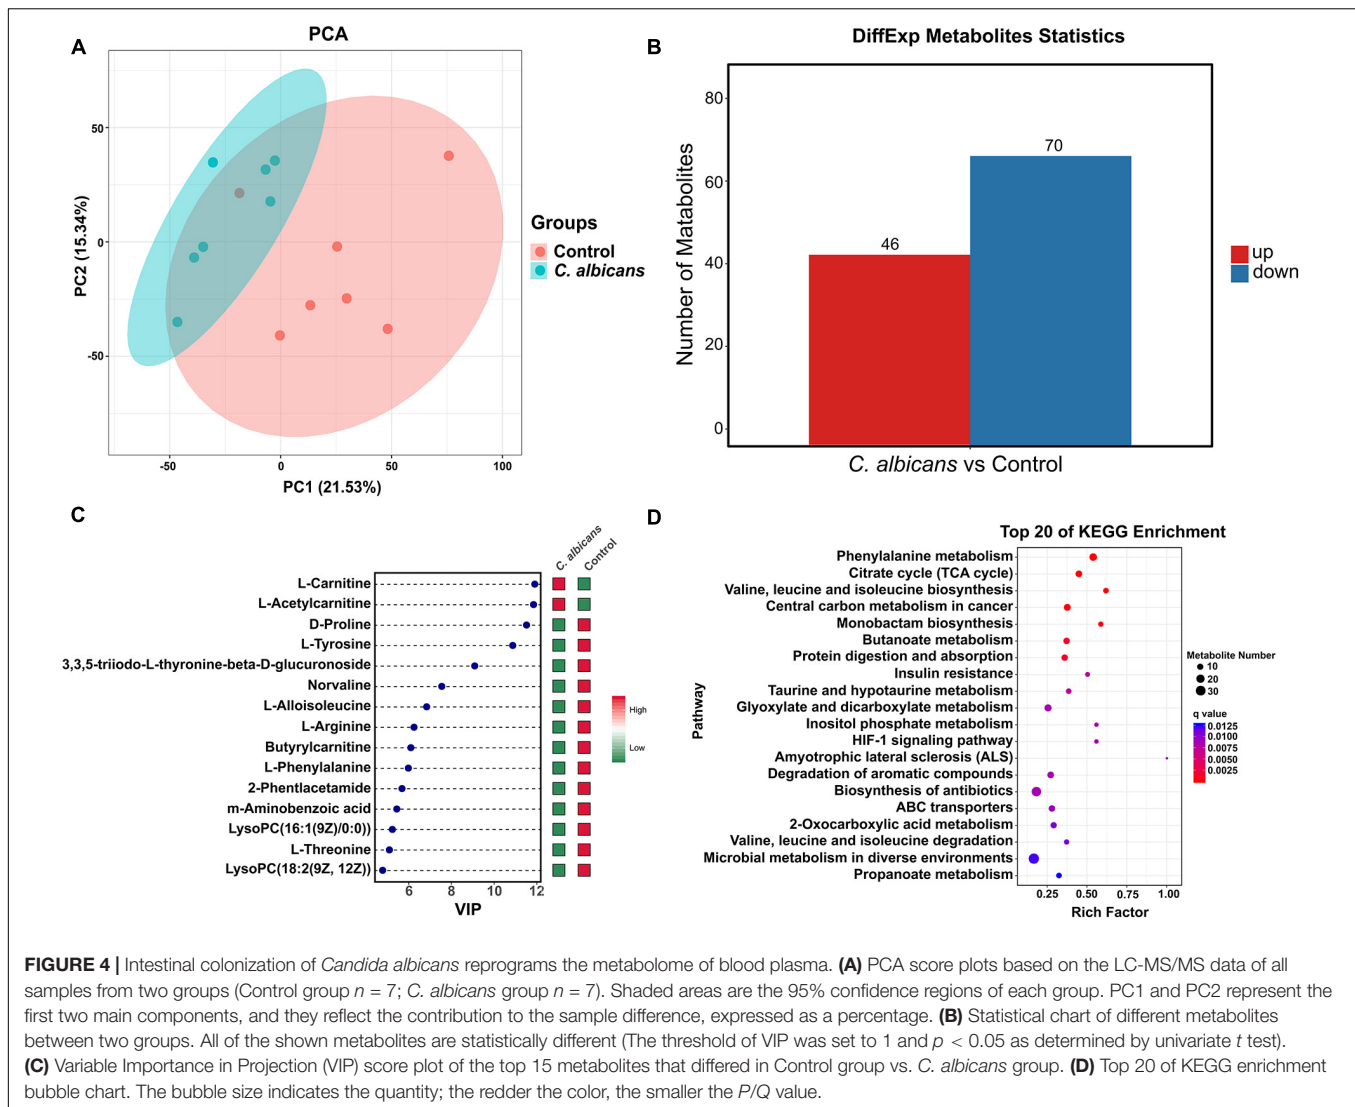 A
PCA
50
0
-50
PC2 (15.34%)
-50
0
50
100
PC1 (21.53%)
Groups
Control
C. albicans
B
DiffExp Metabolites Statistics
80
60
40
20
0
Number of Matabolites
46
70
C. albicans vs Control
up
down
C
C. albicans
Control
L-Carnitine
L-Acetylcarnitine
D-Proline
L-Tyrosine
3,3,5-triiodo-L-thyronine-beta-D-glucuronoside
Norvaline
L-Alloisoleucine
L-Arginine
Butyrylcarnitine
L-Phenylalanine
2-Phentlacetamide
m-Aminobenzoic acid
LysoPC(16:1(9Z)/0:0))
L-Threonine
LysoPC(18:2(9Z, 12Z))
6
8
10
12
VIP
High
Low
D
Top 20 of KEGG Enrichment
Pathway
Phenylalanine metabolism
Citrate cycle (TCA cycle)
Valine, leucine and isoleucine biosynthesis
Central carbon metabolism in cancer
Monobactam biosynthesis
Butanoate metabolism
Protein digestion and absorption
Insulin resistance
Taurine and hypotaurine metabolism
Glyoxylate and dicarboxylate metabolism
Inositol phosphate metabolism
HIF-1 signaling pathway
Amyotrophic lateral sclerosis (ALS)
Degradation of aromatic compounds
Biosynthesis of antibiotics
ABC transporters
2-Oxocarboxylic acid metabolism
Valine, leucine and isoleucine degradation
Microbial metabolism in diverse environments
Propanoate metabolism
0.25
0.50
0.75
1.00
Rich Factor
Metabolite Number
10
20
30
q value
0.0125
0.0100
0.0075
0.0050
0.0025
FIGURE 4 | Intestinal colonization of Candida albicans reprograms the metabolome of blood plasma. (A) PCA score plots based on the LC-MS/MS data of all
samples from two groups (Control group n = 7; C. albicans group n = 7). Shaded areas are the 95% confidence regions of each group. PC1 and PC2 represent the
first two main components, and they reflect the contribution to the sample difference, expressed as a percentage. (B) Statistical chart of different metabolites
between two groups. All of the shown metabolites are statistically different (The threshold of VIP was set to 1 and p < 0.05 as determined by univariate t test).
(C) Variable Importance in Projection (VIP) score plot of the top 15 metabolites that differed in Control group vs. C. albicans group. (D) Top 20 of KEGG enrichment
bubble chart. The bubble size indicates the quantity; the redder the color, the smaller the P/Q value.